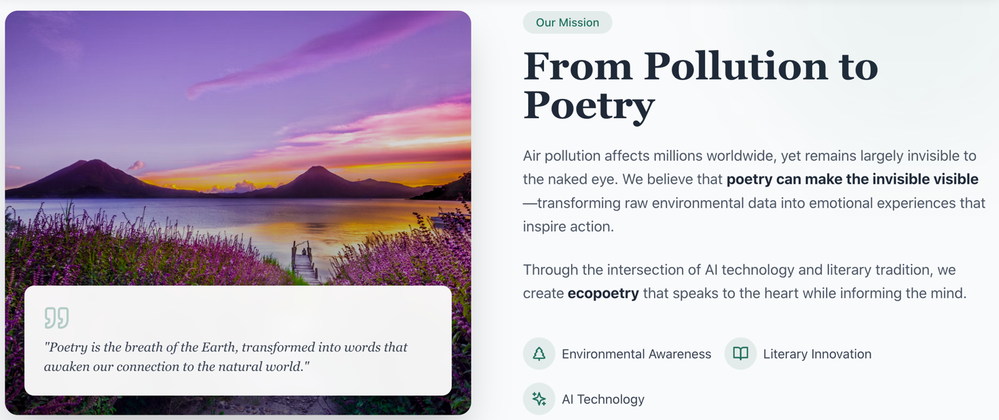 Our Mission
From Pollution to
Poetry
Air pollution affects millions worldwide, yet remains largely invisible to
the naked eye. We believe that poetry can make the invisible visible
—transforming raw environmental data into emotional experiences that
inspire action.
Through the intersection of AI technology and literary tradition, we
create ecopoetry that speaks to the heart while informing the mind.
Environmental Awareness
Literary Innovation
AI Technology
"Poetry is the breath of the Earth, transformed into words that
awaken our connection to the natural world."